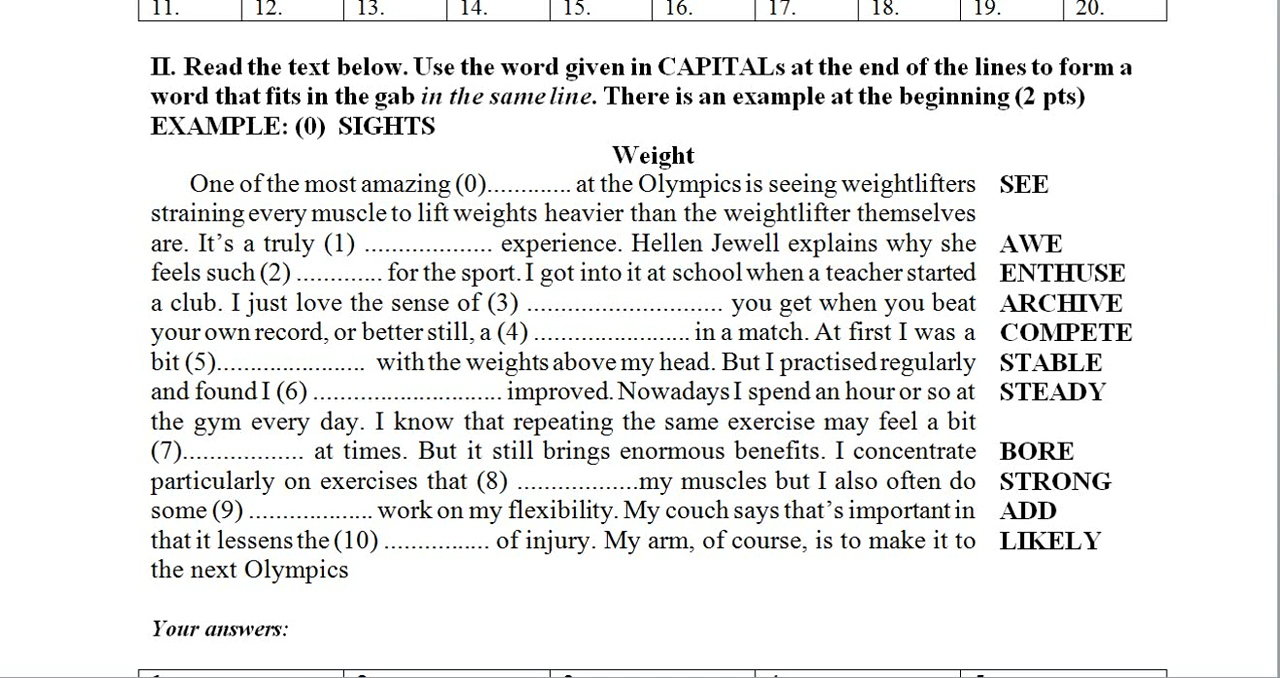 11. 12. 13. 14. 15. 16. 17. 18. 19. 20.
II. Read the text below. Use the word given in CAPITALs at the end of the lines to form a
word that fits in the gab in the same line. There is an example at the beginning (2 pts)
EXAMPLE: (0) SIGHTS
Weight
One of the most amazing (0)............. at the Olympics is seeing weightlifters SEE
straining every muscle to lift weights heavier than the weightlifter themselves
are. It's a truly (1) ................... experience. Hellen Jewell explains why she AWE
feels such (2) ............. for the sport. I got into it at school when a teacher started ENTHUSE
a club. I just love the sense of (3) ............................. you get when you beat ARCHIVE
your own record, or better still, a (4) ....................... in a match. At first I was a COMPETE
bit (5)...................... with the weights above my head. But I practised regularly STABLE
and found I (6) ............................ improved. Nowadays I spend an hour or so at STEADY
the gym every day. I know that repeating the same exercise may feel a bit
(7).................. at times. But it still brings enormous benefits. I concentrate BORE
particularly on exercises that (8) ..................my muscles but I also often do STRONG
some (9) ................... work on my flexibility. My couch says that's important in ADD
that it lessens the (10) ................ of injury. My arm, of course, is to make it to LIKELY
the next Olympics
Your answers: